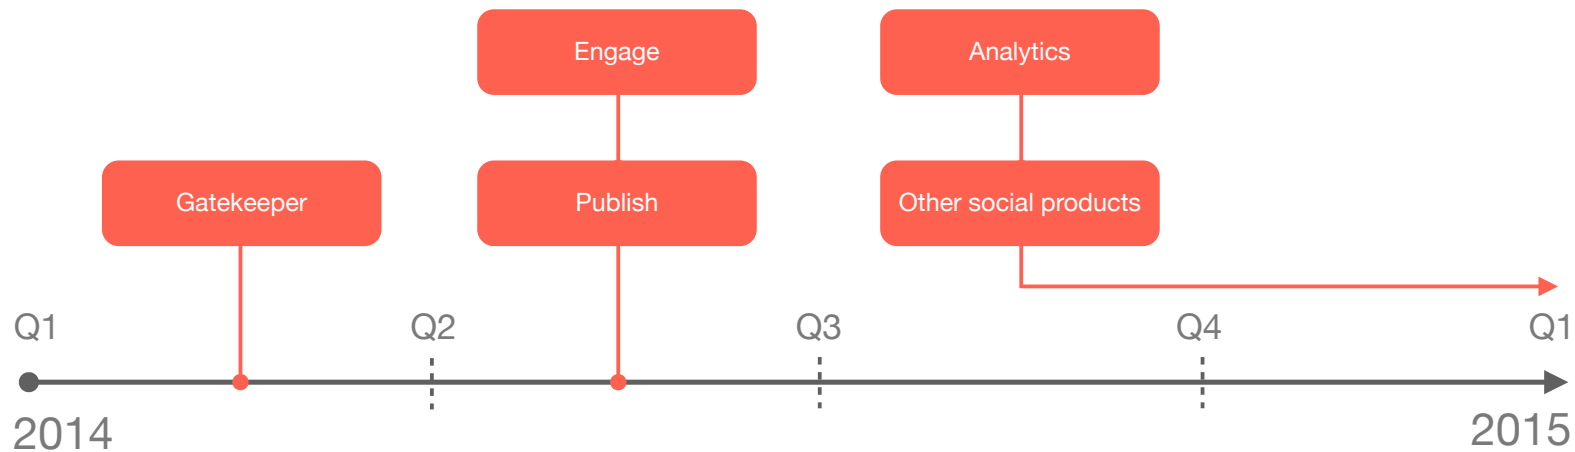 Engage
Analytics
Gatekeeper
Publish
Other social products
Q1
Q2
Q3
Q4
Q1
2014
2015